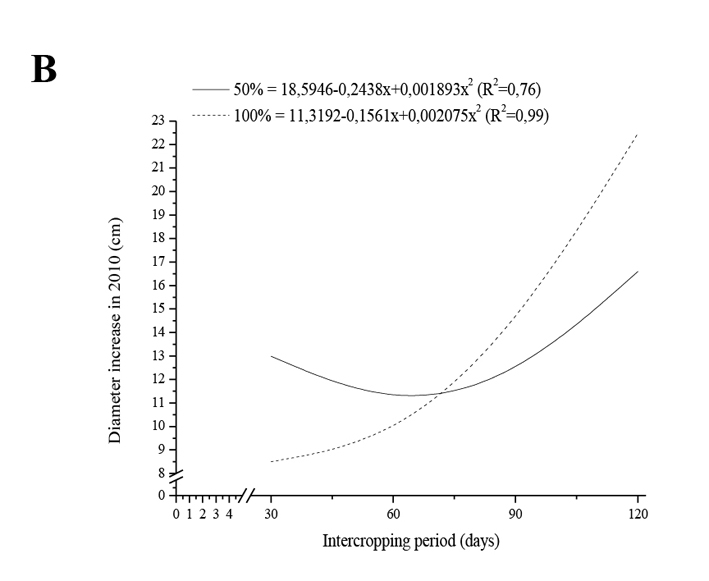 B
50% = 18,5946-0,2438x+0,001893x² (R²=0,76)
100% = 11,3192-0,1561x+0,002075x² (R²=0,99)
23
22
21
20
19
18
17
16
15
14
13
12
11
10
9
8
0
Diameter increase in 2010 (cm)
0 1 2 3 4 30 60 90 120
Intercropping period (days)